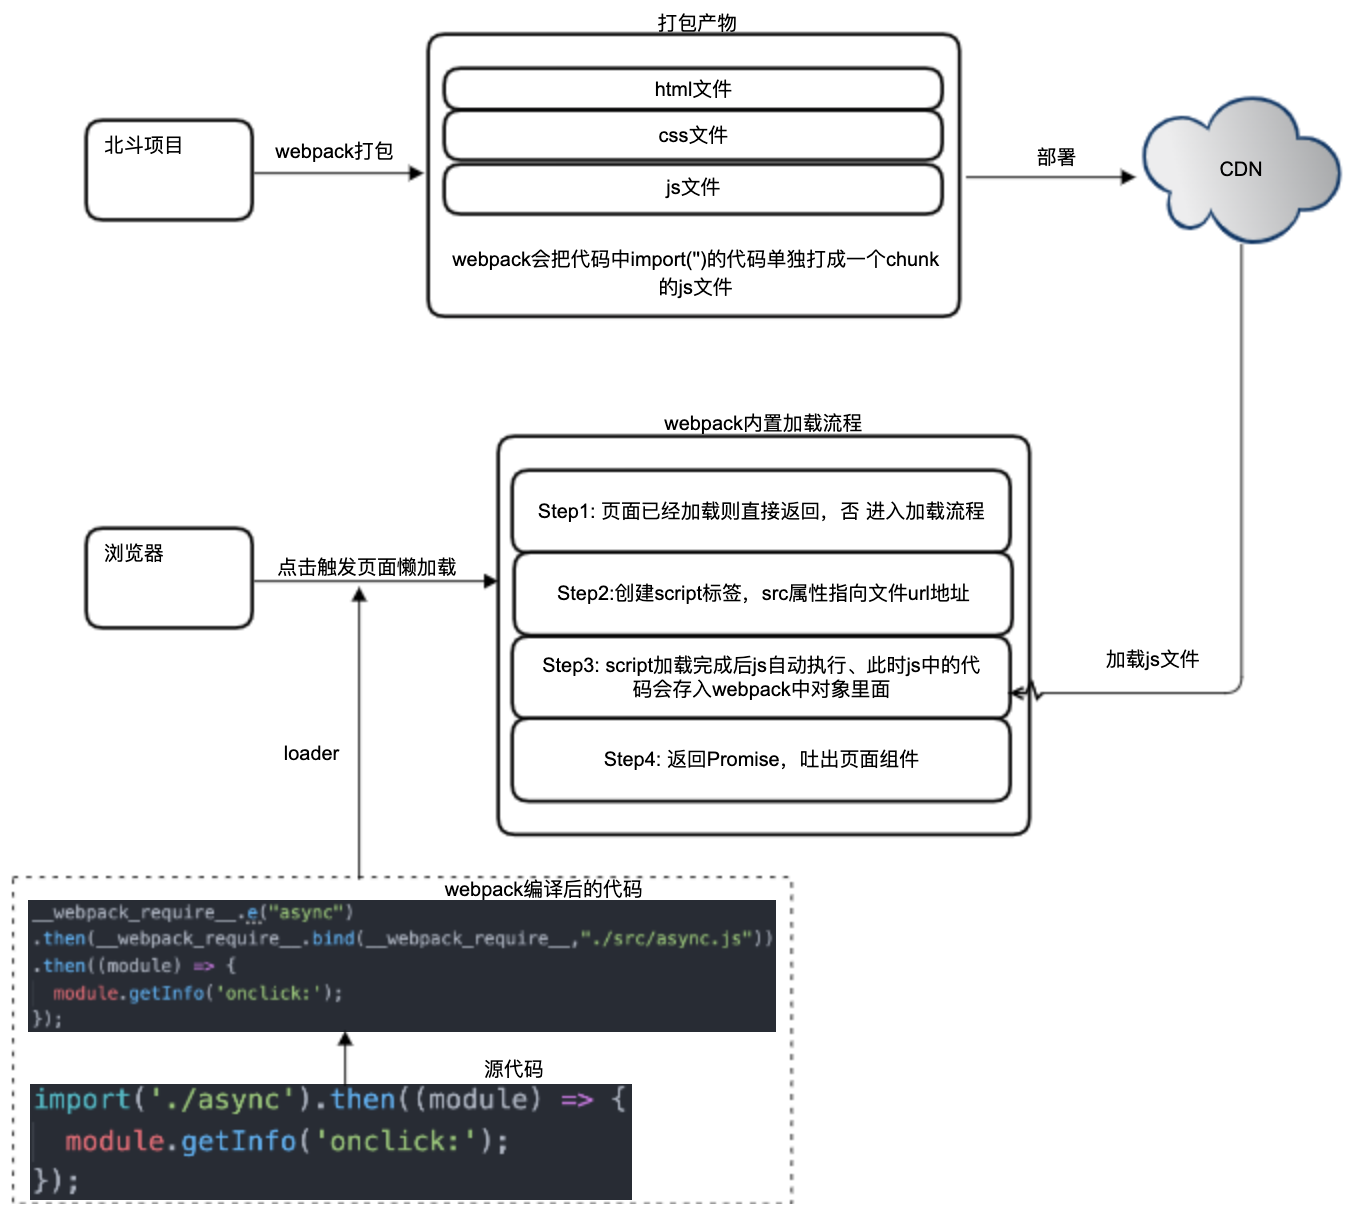 打包产物
html文件
css文件
js文件
webpack会把代码中import('')的代码单独打成一个chunk
的js文件
北斗项目
webpack打包
部署
CDN
webpack内置加载流程
Step1: 页面已经加载则直接返回，否 进入加载流程
Step2:创建script标签，src属性指向文件url地址
Step3: script加载完成后js自动执行、此时js中的代
码会存入webpack中对象里面
Step4: 返回Promise，吐出页面组件
浏览器
点击触发页面懒加载
加载js文件
loader
webpack编译后的代码
__webpack_require__.e("async")
.then(__webpack_require__.bind(__webpack_require__,"./src/async.js"))
.then((module) => {
module.getInfo('onclick:');
});
源代码
import('./async').then((module) => {
module.getInfo('onclick:');
});